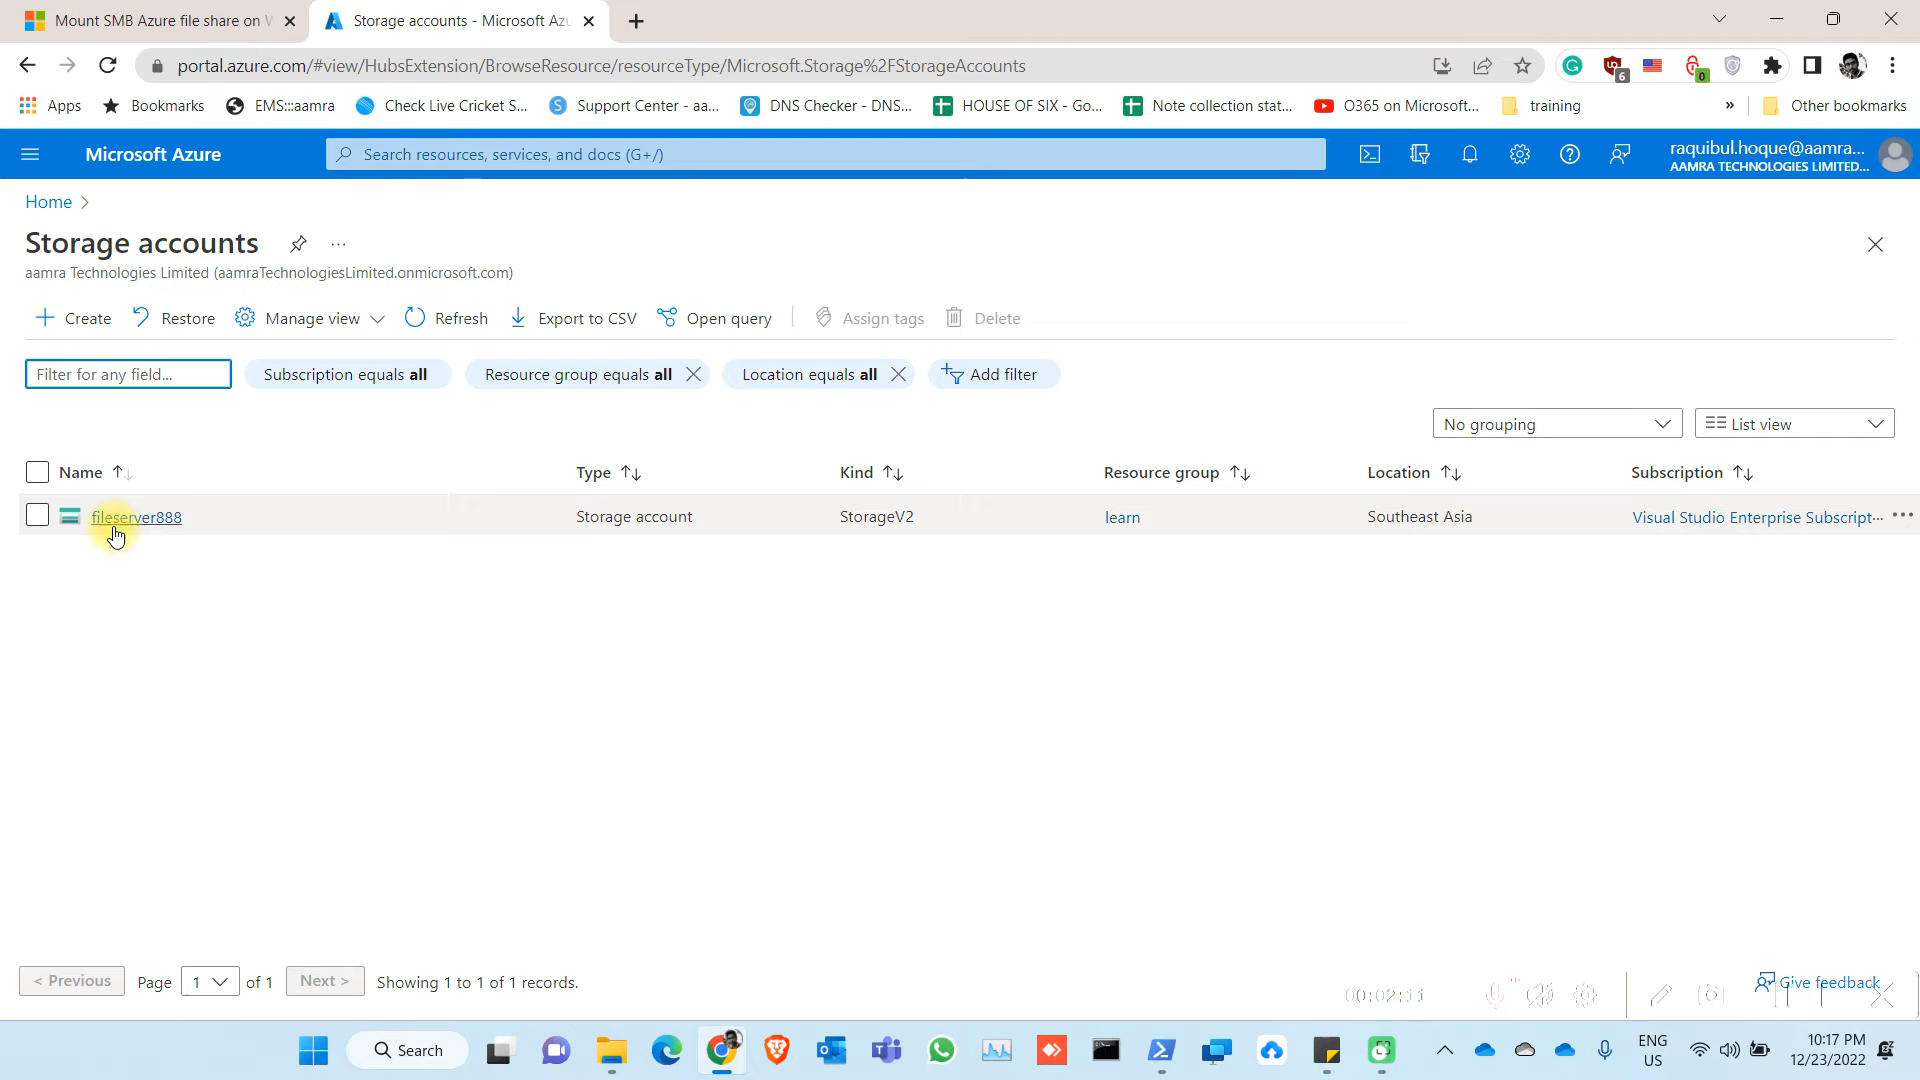 Mount SMB Azure file share on W
Storage accounts - Microsoft Azu
portal.azure.com/#view/HubsExtension/BrowseResource/resourceType/Microsoft.Storage%2FStorageAccounts
6
0
Apps
Bookmarks
EMS:::aamra
Check Live Cricket S...
Support Center - aa...
DNS Checker - DNS...
HOUSE OF SIX - Go...
Note collection stat...
O365 on Microsoft...
training
»
Other bookmarks
Microsoft Azure
Search resources, services, and docs (G+/)
raquibul.hoque@aamra...
AAMRA TECHNOLOGIES LIMITED...
Home >
Storage accounts
...
aamra Technologies Limited (aamraTechnologiesLimited.onmicrosoft.com)
Create
Restore
Manage view
Refresh
Export to CSV
Open query
Assign tags
Delete
Filter for any field...
Subscription equals all
Resource group equals all
Location equals all
Add filter
No grouping
List view
Name
Type
Kind
Resource group
Location
Subscription
fileserver888
Storage account
StorageV2
learn
Southeast Asia
Visual Studio Enterprise Subscript...
< Previous
Page
1
of 1
Next >
Showing 1 to 1 of 1 records.
00:02:11
Give feedback
Search
ENG
US
10:17 PM
12/23/2022